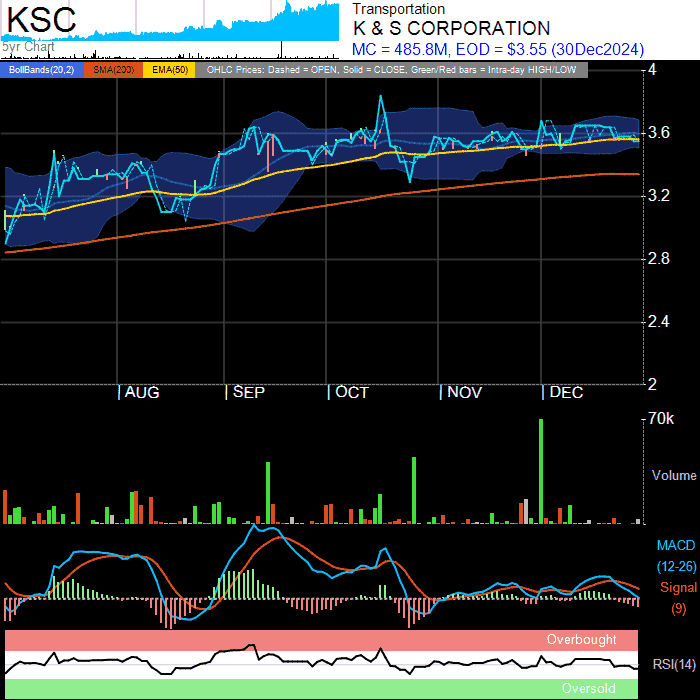 KSC
5yr Chart
Transportation
K & S CORPORATION
MC = 485.8M, EOD = $3.55 (30Dec2024)
BollBands(20,2) SMA(200) EMA(50) OHLC Prices: Dashed = OPEN, Solid = CLOSE, Green/Red bars = Intra-day HIGH/LOW
4
3.6
3.2
2.8
2.4
2
AUG SEP OCT NOV DEC
70k
Volume
MACD
(12-26)
Signal
(9)
Overbought
RSI(14)
Oversold